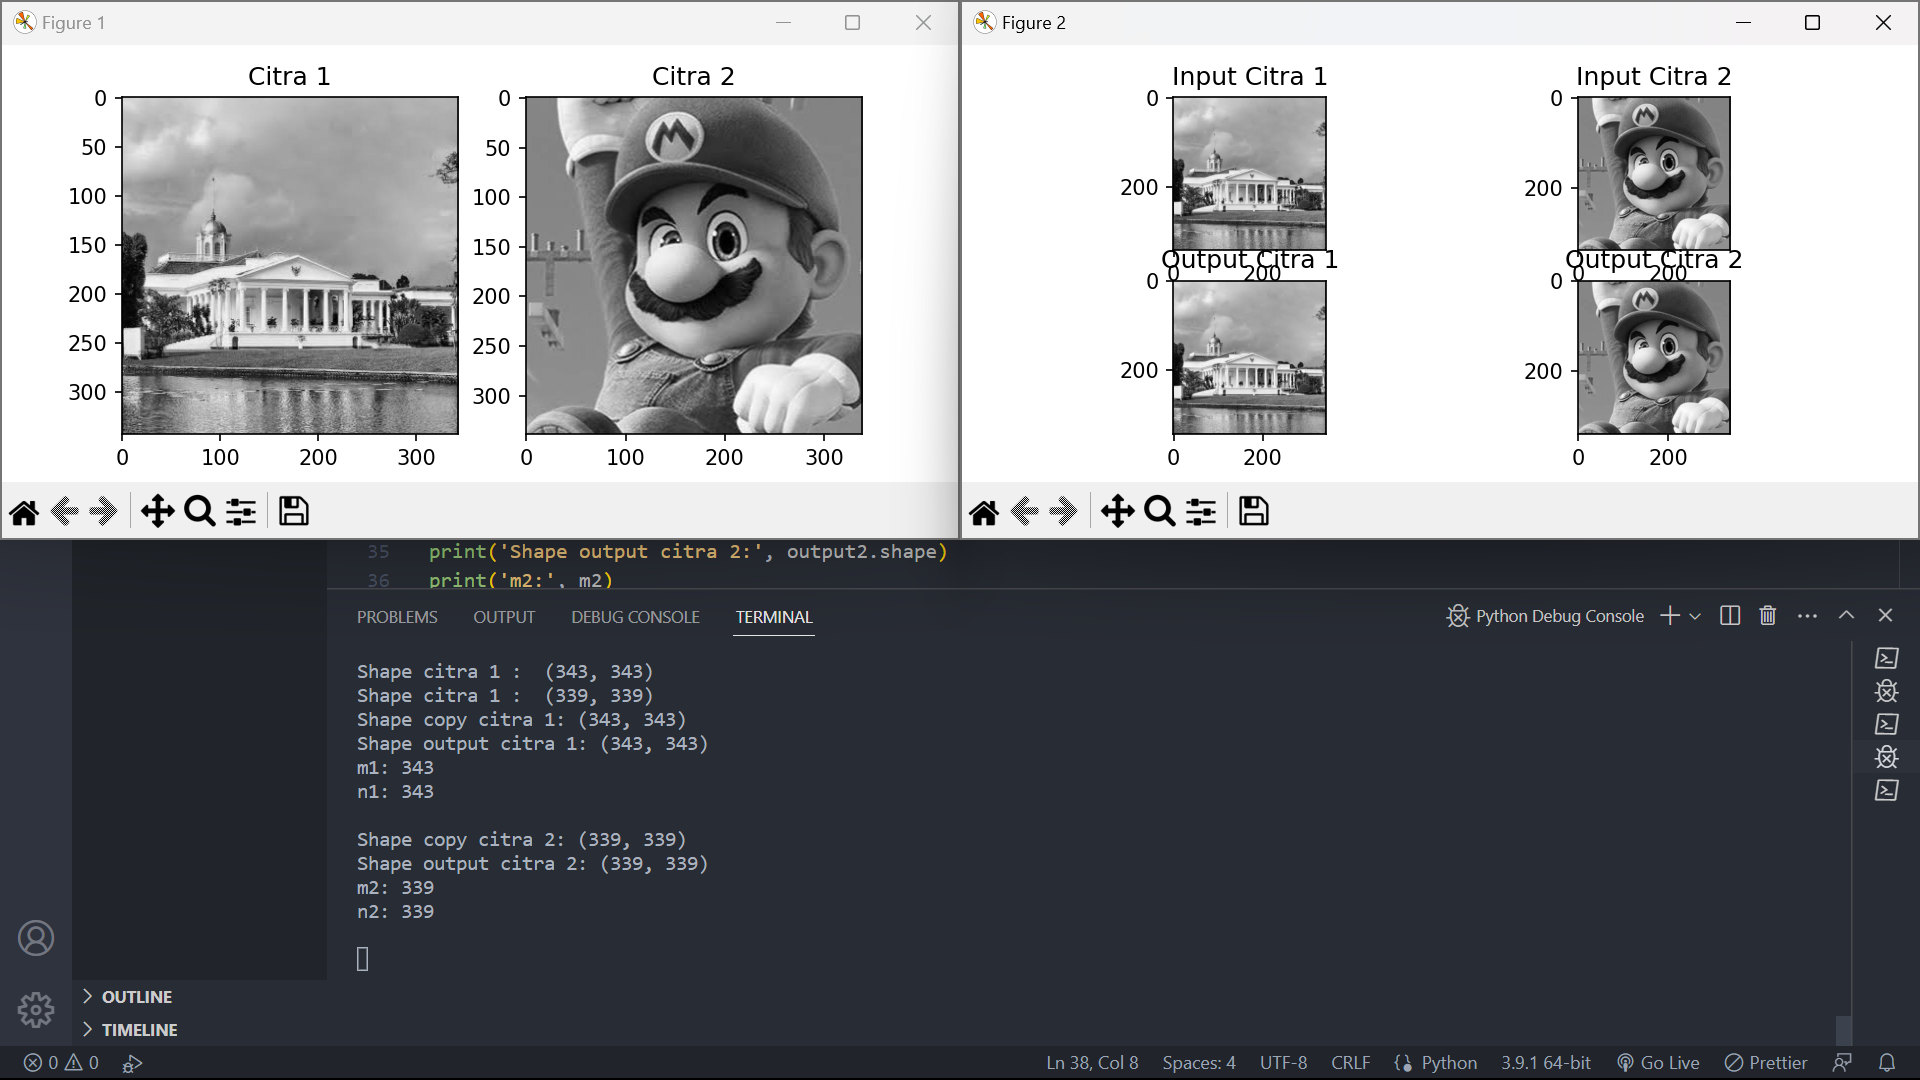 Figure 1
Citra 1
0
50
100
150
200
250
300
0 100 200 300
Citra 2
0
50
100
150
200
250
300
0 100 200 300
M
Figure 2
Input Citra 1
0
200
0 200
Input Citra 2
0
200
0 200
M
Output Citra 1
0
200
0 200
Output Citra 2
0
200
0 200
M
35 print('Shape output citra 2:', output2.shape)
36 print('m2:', m2)
PROBLEMS OUTPUT DEBUG CONSOLE TERMINAL
Python Debug Console
Shape citra 1 :  (343, 343)
Shape citra 1 :  (339, 339)
Shape copy citra 1: (343, 343)
Shape output citra 1: (343, 343)
m1: 343
n1: 343
Shape copy citra 2: (339, 339)
Shape output citra 2: (339, 339)
m2: 339
n2: 339
OUTLINE
TIMELINE
0 0 Ln 38, Col 8 Spaces: 4 UTF-8 CRLF Python 3.9.1 64-bit Go Live Prettier